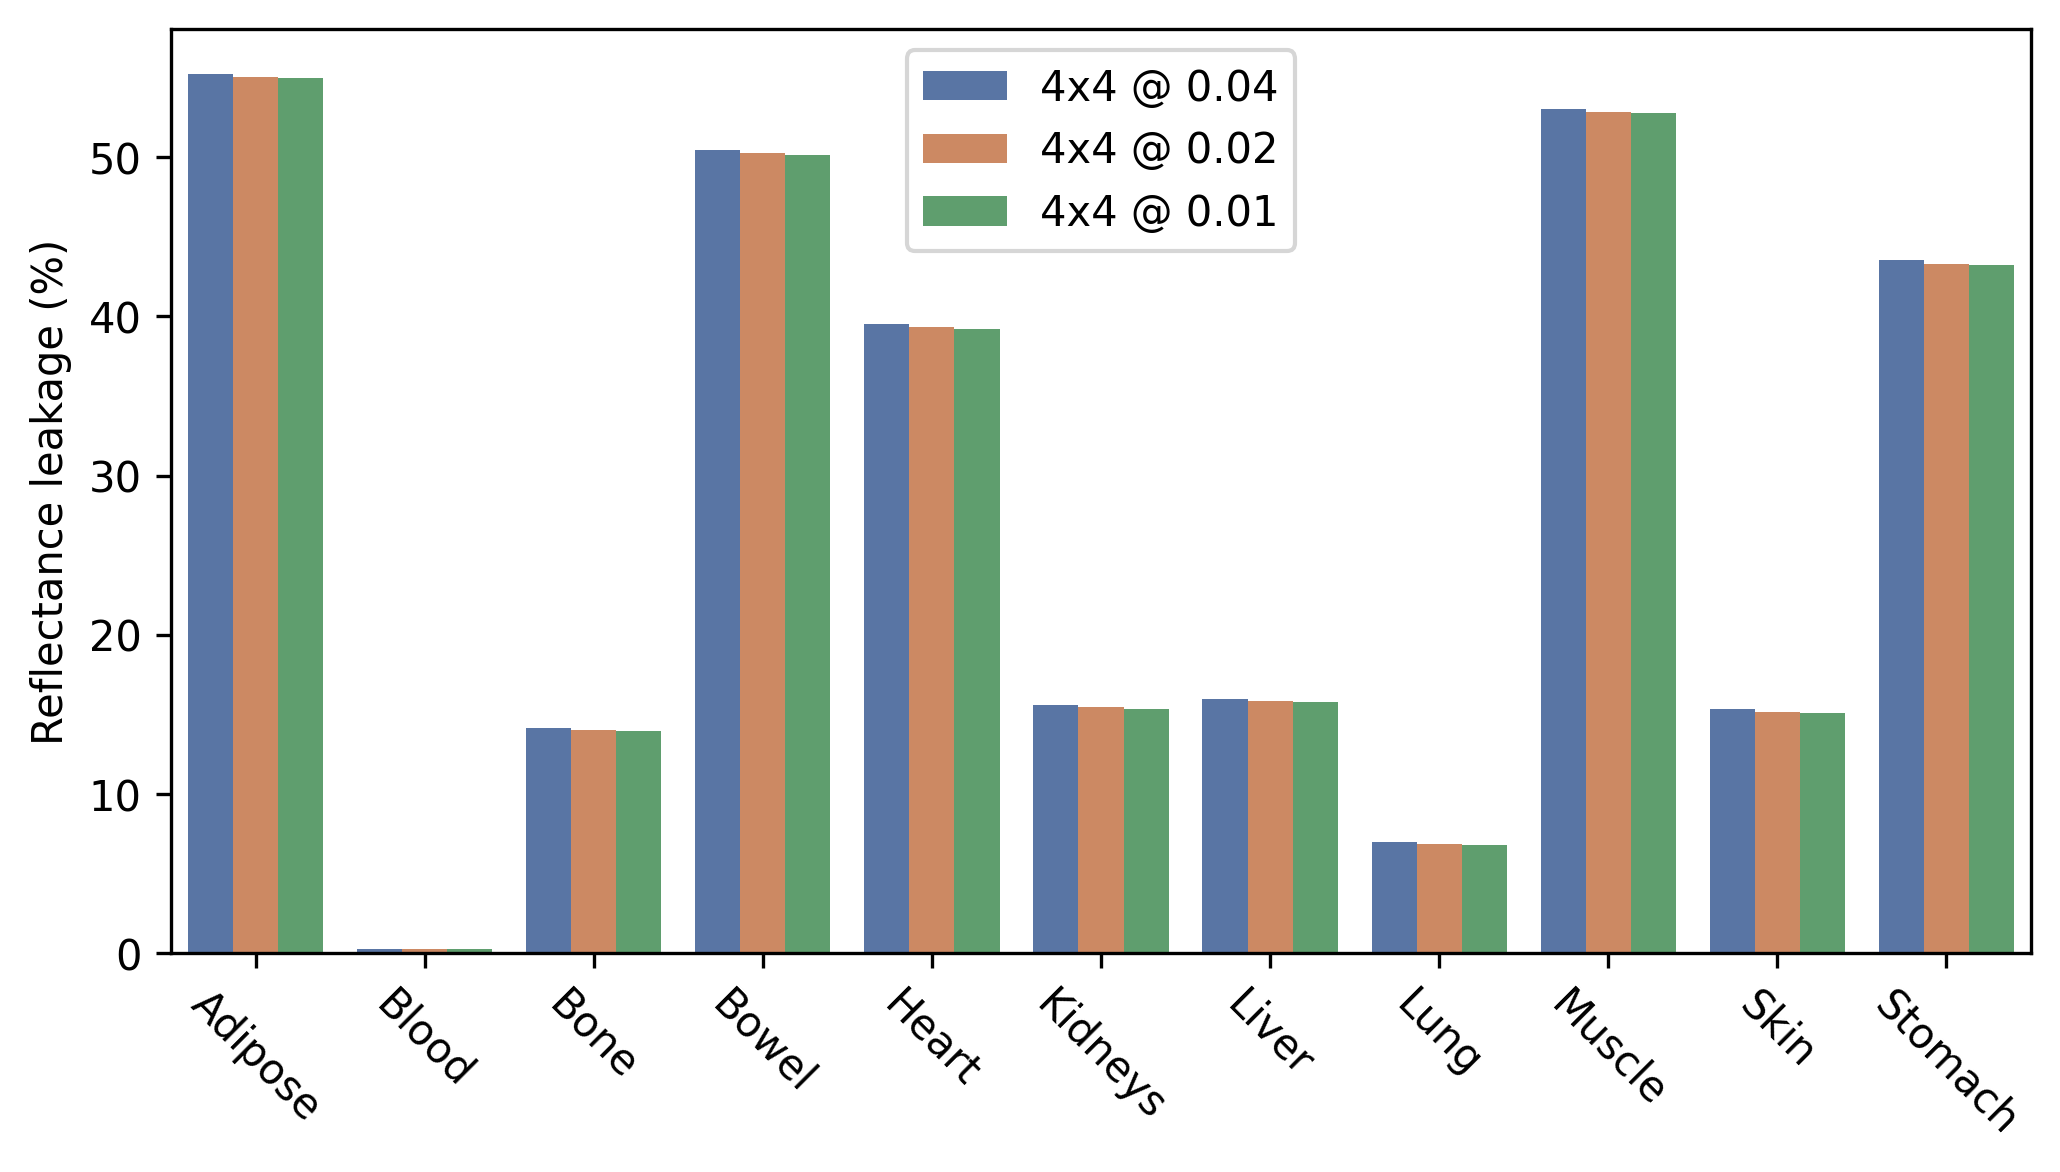 Reflectance leakage (%)
50
40
30
20
10
0
4x4 @ 0.04
4x4 @ 0.02
4x4 @ 0.01
Adipose
Blood
Bone
Bowel
Heart
Kidneys
Liver
Lung
Muscle
Skin
Stomach